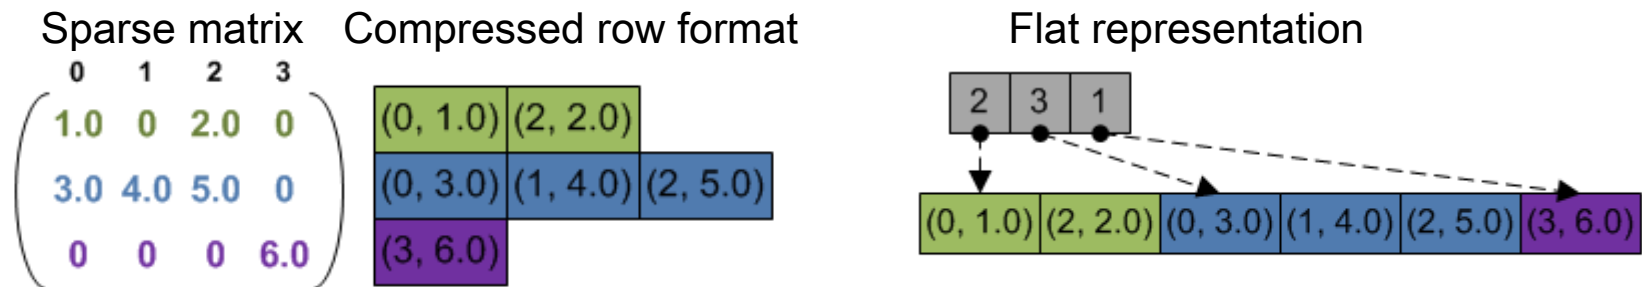 Sparse matrix
0 1 2 3
1.0 0 2.0 0
3.0 4.0 5.0 0
0 0 0 6.0
Compressed row format
(0, 1.0) (2, 2.0)
(0, 3.0) (1, 4.0) (2, 5.0)
(3, 6.0)
Flat representation
2 3 1
(0, 1.0) (2, 2.0) (0, 3.0) (1, 4.0) (2, 5.0) (3, 6.0)